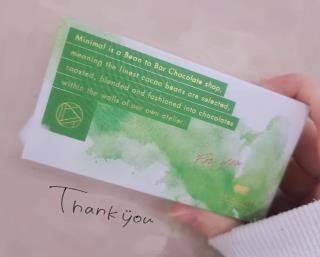 Minimal is a Bean to Bar Chocolate shop,
meaning the finest cacao beans are selected,
roasted, blended and fashioned into chocolates
within the walls of our own atelier.
Thank ÿou